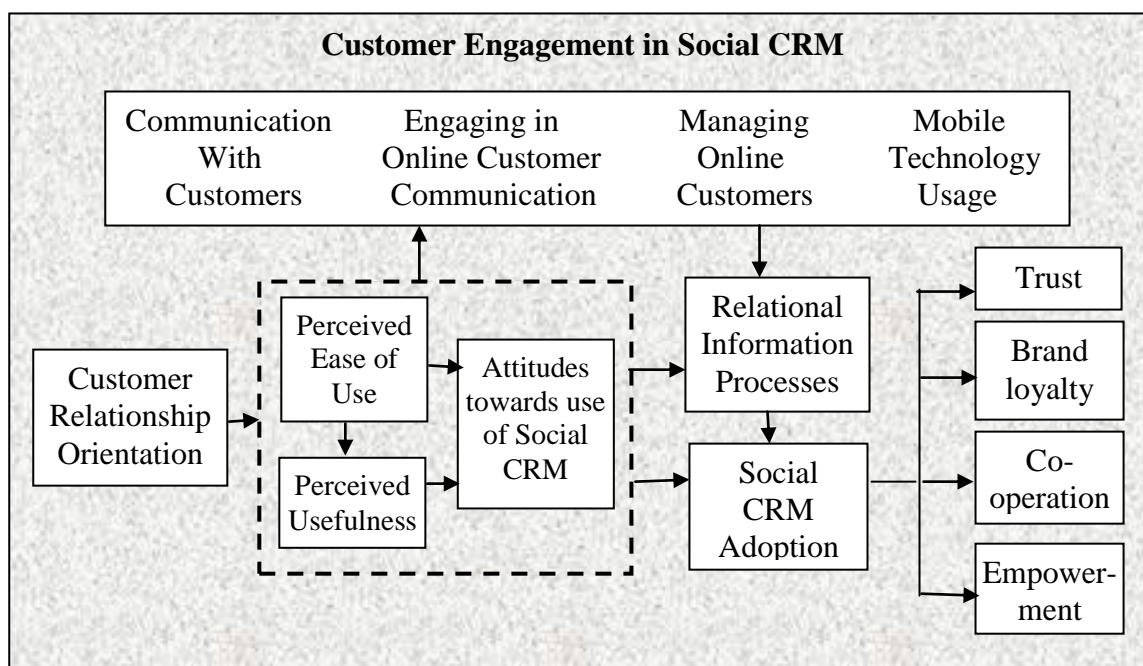 Customer Engagement in Social CRM
Communication
With
Customers
Engaging in
Online Customer
Communication
Managing
Online
Customers
Mobile
Technology
Usage
Customer
Relationship
Orientation
Perceived
Ease of
Use
Perceived
Usefulness
Attitudes
towards use
of Social
CRM
Relational
Information
Processes
Social
CRM
Adoption
Trust
Brand
loyalty
Co-
operation
Empower-
ment